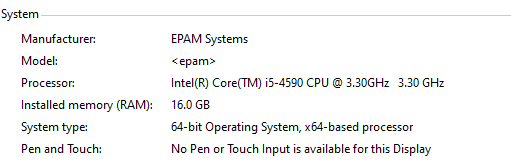 System
Manufacturer: EPAM Systems
Model: <epam>
Processor: Intel(R) Core(TM) i5-4590 CPU @ 3.30GHz 3.30 GHz
Installed memory (RAM): 16.0 GB
System type: 64-bit Operating System, x64-based processor
Pen and Touch: No Pen or Touch Input is available for this Display